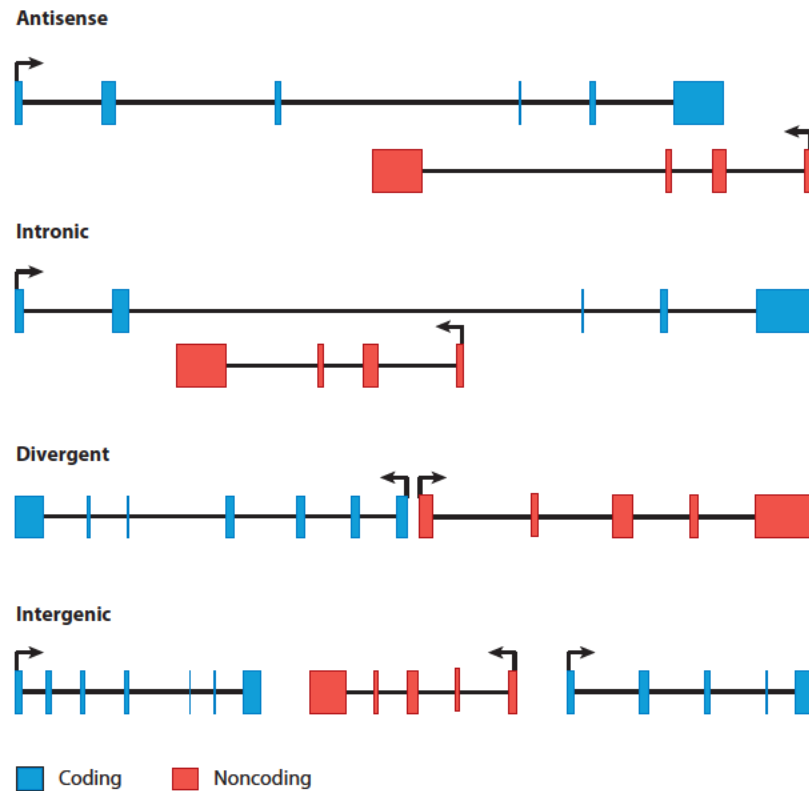 Antisense
Intronic
Divergent
Intergenic
Coding Noncoding